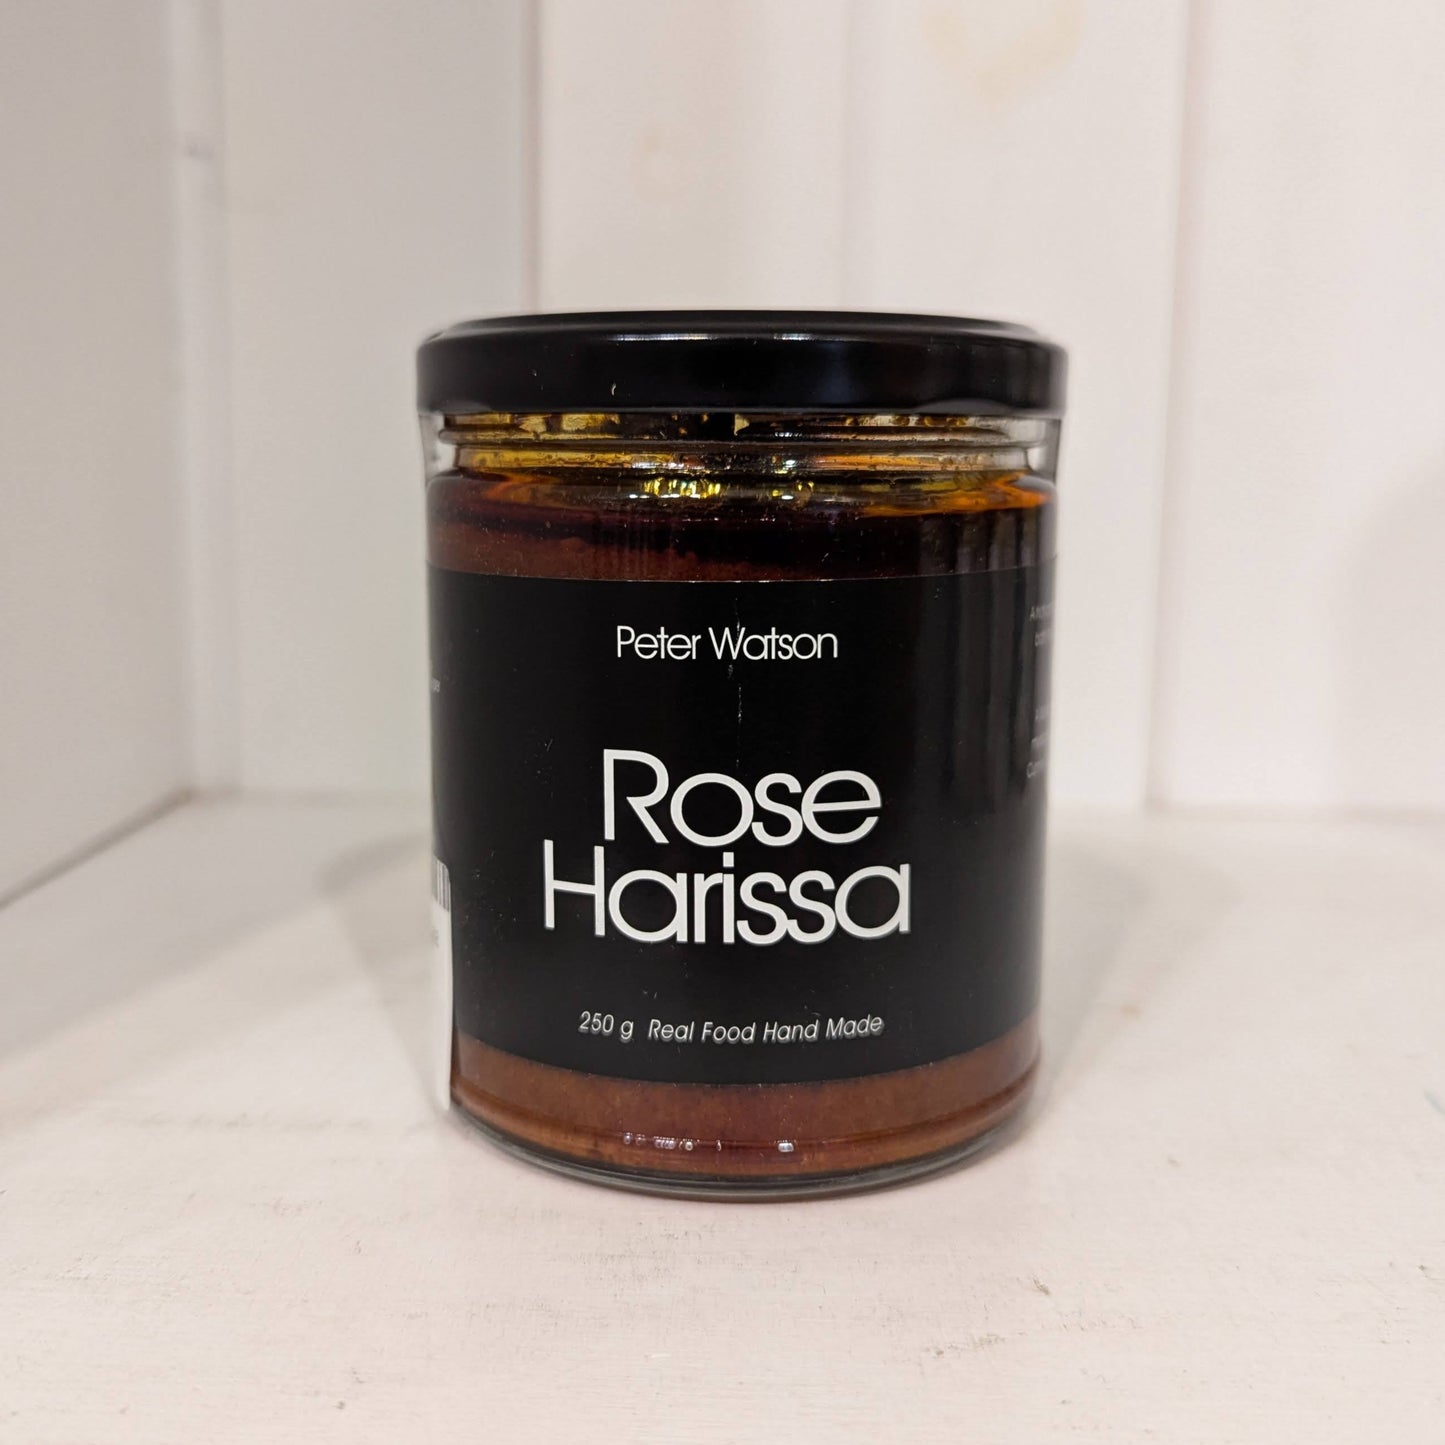 Peter Watson
Rose
Harissa
250 g Real Food Hand Made